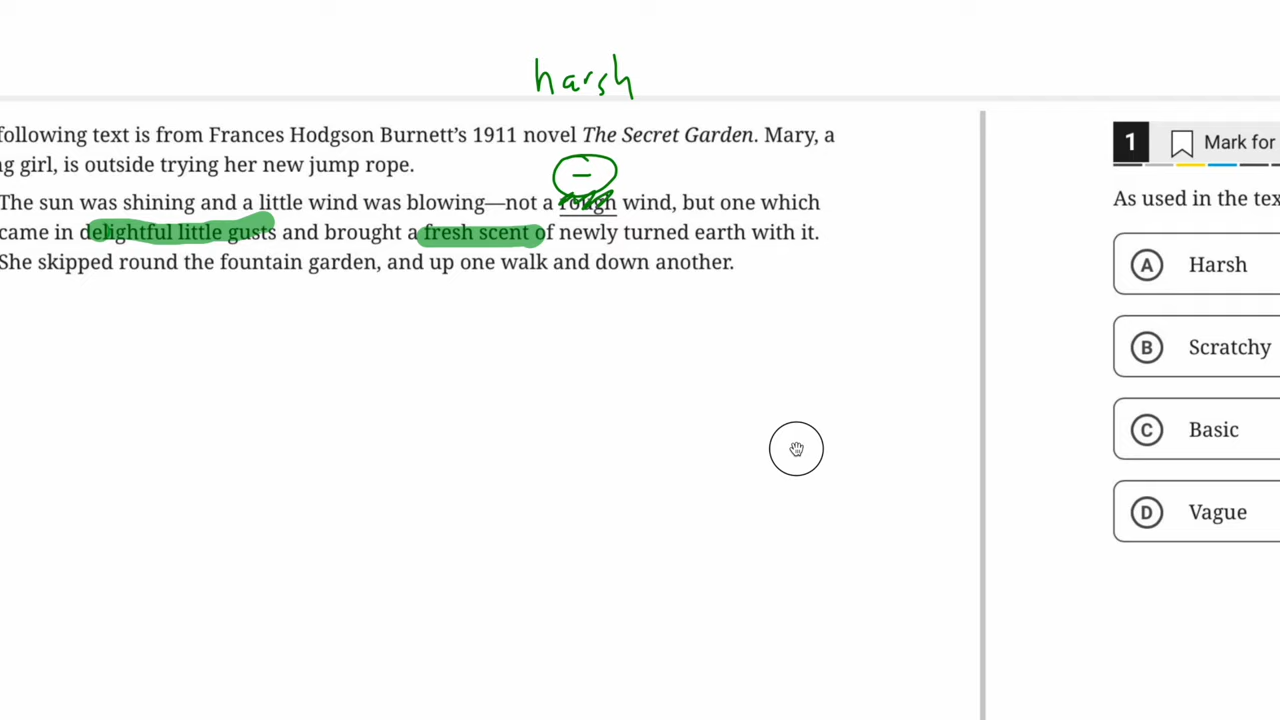 harsh
following text is from Frances Hodgson Burnett's 1911 novel The Secret Garden. Mary, a
ng girl, is outside trying her new jump rope.
–
The sun was shining and a little wind was blowing—not a rough wind, but one which
came in delightful little gusts and brought a fresh scent of newly turned earth with it.
She skipped round the fountain garden, and up one walk and down another.
1 Mark for
As used in the tex
A Harsh
B Scratchy
C Basic
D Vague